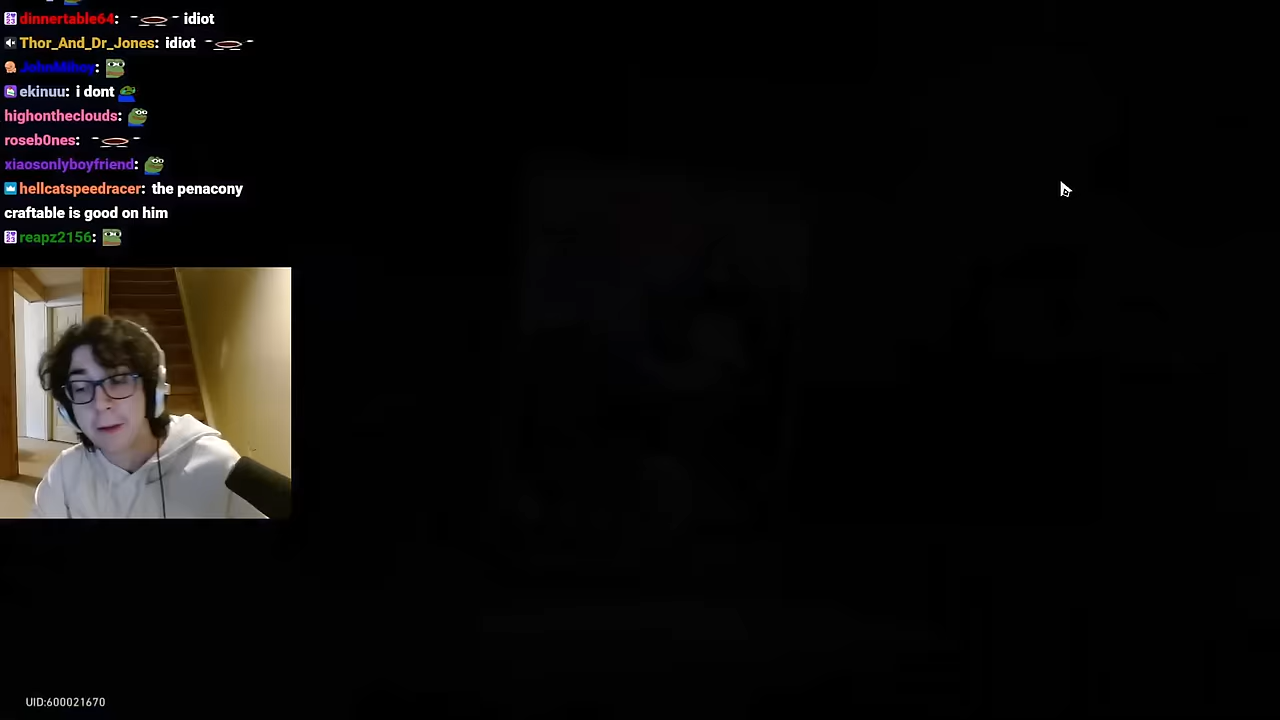 dinnertable64: idiot
Thor_And_Dr_Jones: idiot
JohnMihoy:
ekinuu: i dont
highontheclouds:
roseb0nes:
xiaosonlyboyfriend:
hellcatspeedracer: the penacony
craftable is good on him
reapz2156:
UID:600021670